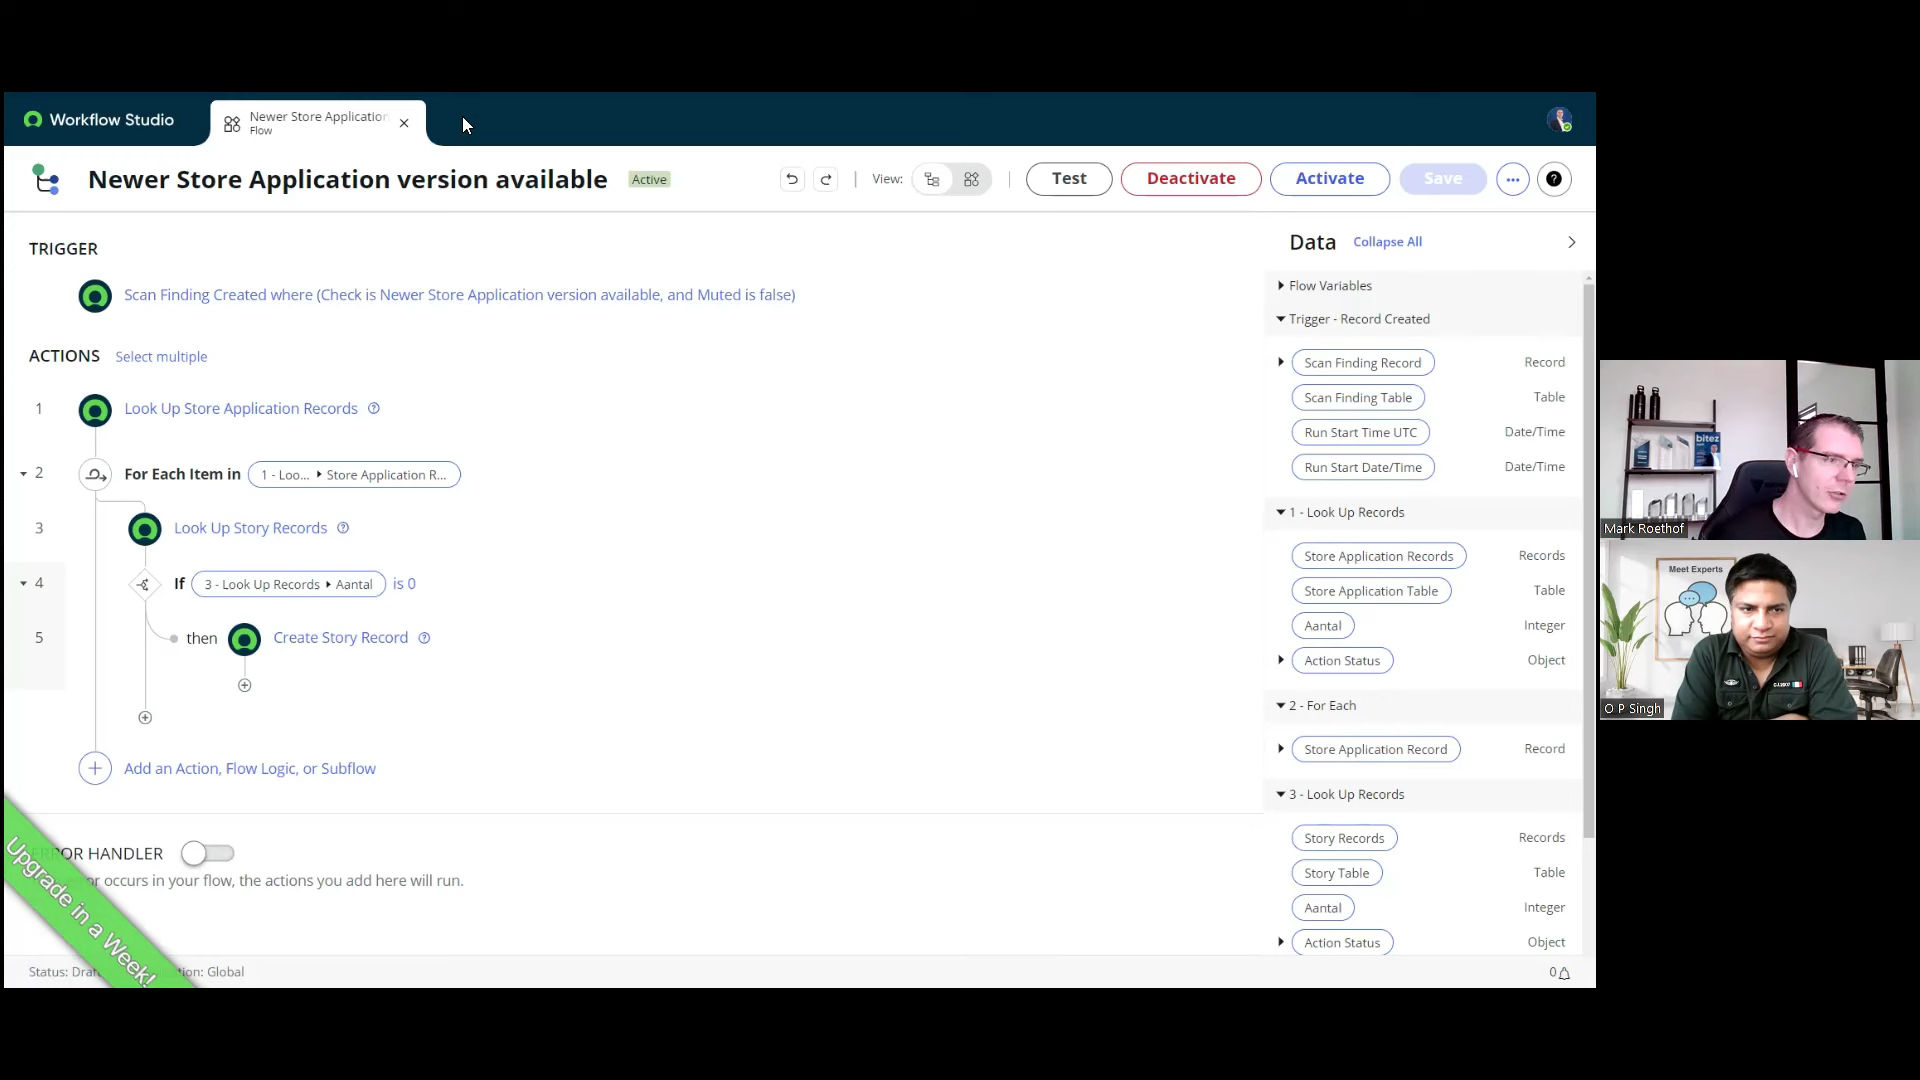 Workflow Studio
Newer Store Application
Flow
Newer Store Application version available
Active
View:
Test
Deactivate
Activate
Save
TRIGGER
Scan Finding Created where (Check is Newer Store Application version available, and Muted is false)
ACTIONS
Select multiple
1
Look Up Store Application Records
2
For Each Item in
1 - Loo... Store Application R...
3
Look Up Story Records
4
If
3 - Look Up Records Aantal
is 0
5
then
Create Story Record
Add an Action, Flow Logic, or Subflow
ERROR HANDLER
occurs in your flow, the actions you add here will run.
Upgrade in a Week!
Status:
Global
0
Data
Collapse All
Flow Variables
Trigger - Record Created
Scan Finding Record
Record
Scan Finding Table
Table
Run Start Time UTC
Date/Time
Run Start Date/Time
Date/Time
1 - Look Up Records
Store Application Records
Records
Store Application Table
Table
Aantal
Integer
Action Status
Object
2 - For Each
Store Application Record
Record
3 - Look Up Records
Story Records
Records
Story Table
Table
Aantal
Integer
Action Status
Object
bitez
Mark Roethof
Meet Experts
O P Singh